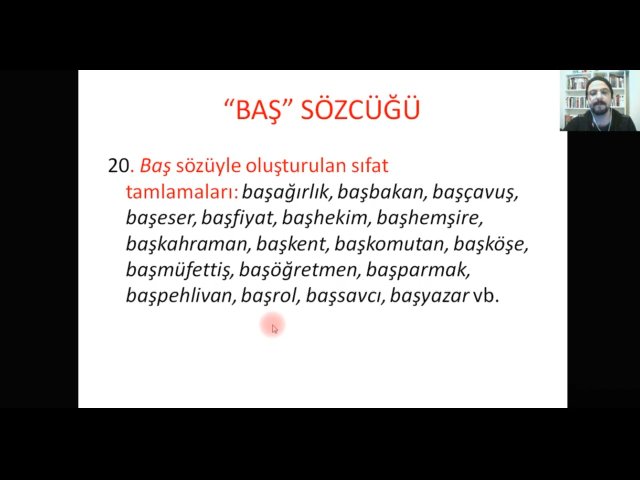 “BAŞ” SÖZCÜĞÜ
20. Baş sözüyle oluşturulan sıfat
tamlamaları: başağırlık, başbakan, başçavuş,
başeser, başfiyat, başhekim, başhemşire,
başkahraman, başkent, başkomutan, başköşe,
başmüfettiş, başöğretmen, başparmak,
başpehlivan, başrol, başsavcı, başyazar vb.